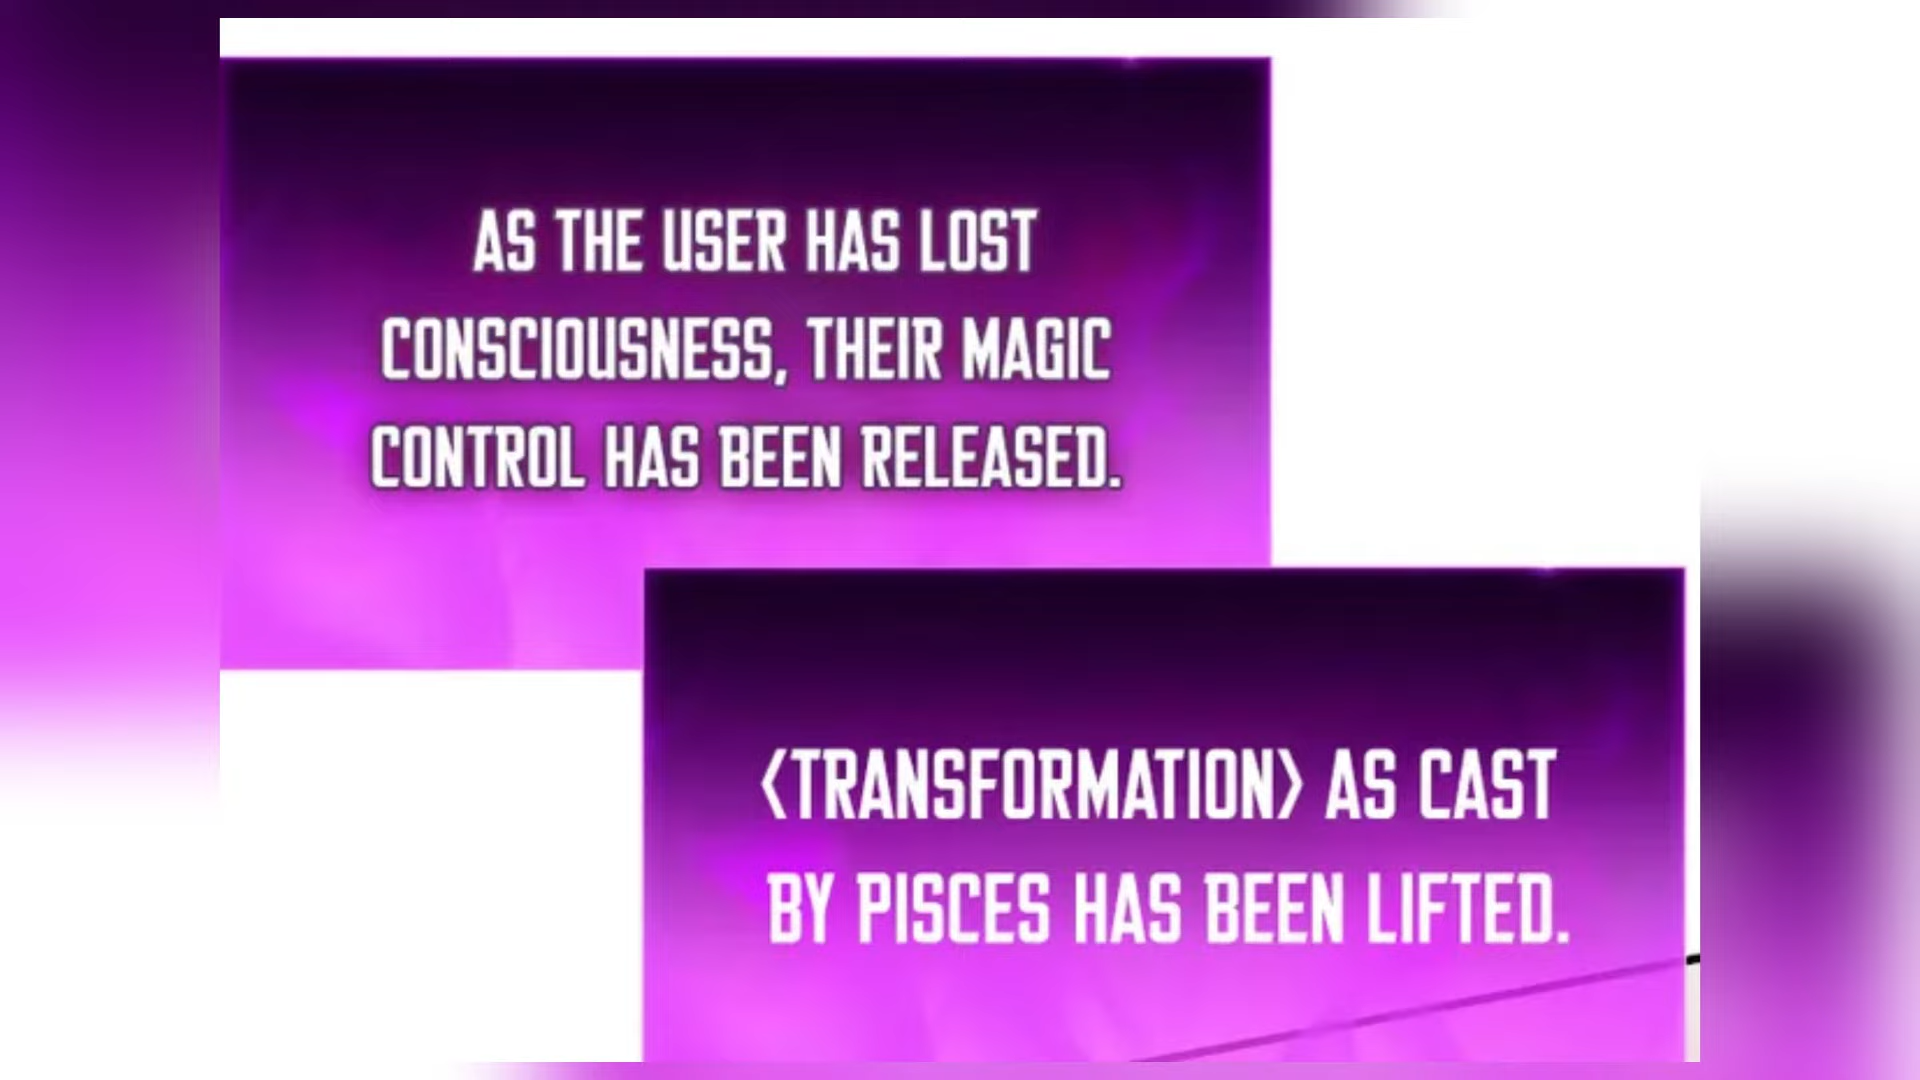 AS THE USER HAS LOST
CONSCIOUSNESS, THEIR MAGIC
CONTROL HAS BEEN RELEASED.
<TRANSFORMATION> AS CAST
BY PISCES HAS BEEN LIFTED.